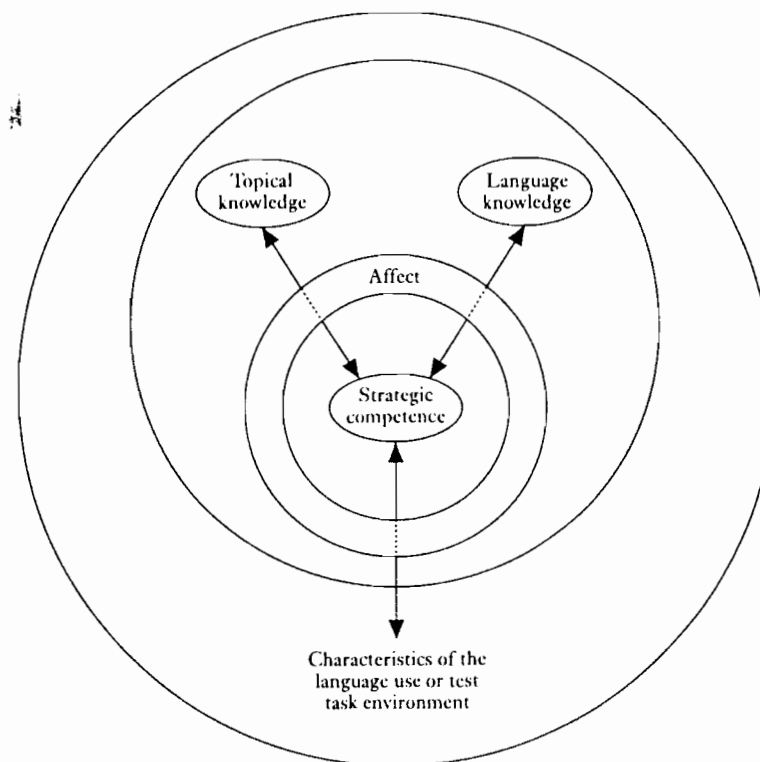 Topical
knowledge
Language
knowledge
Affect
Strategic
competence
Characteristics of the
language use or test
task environment